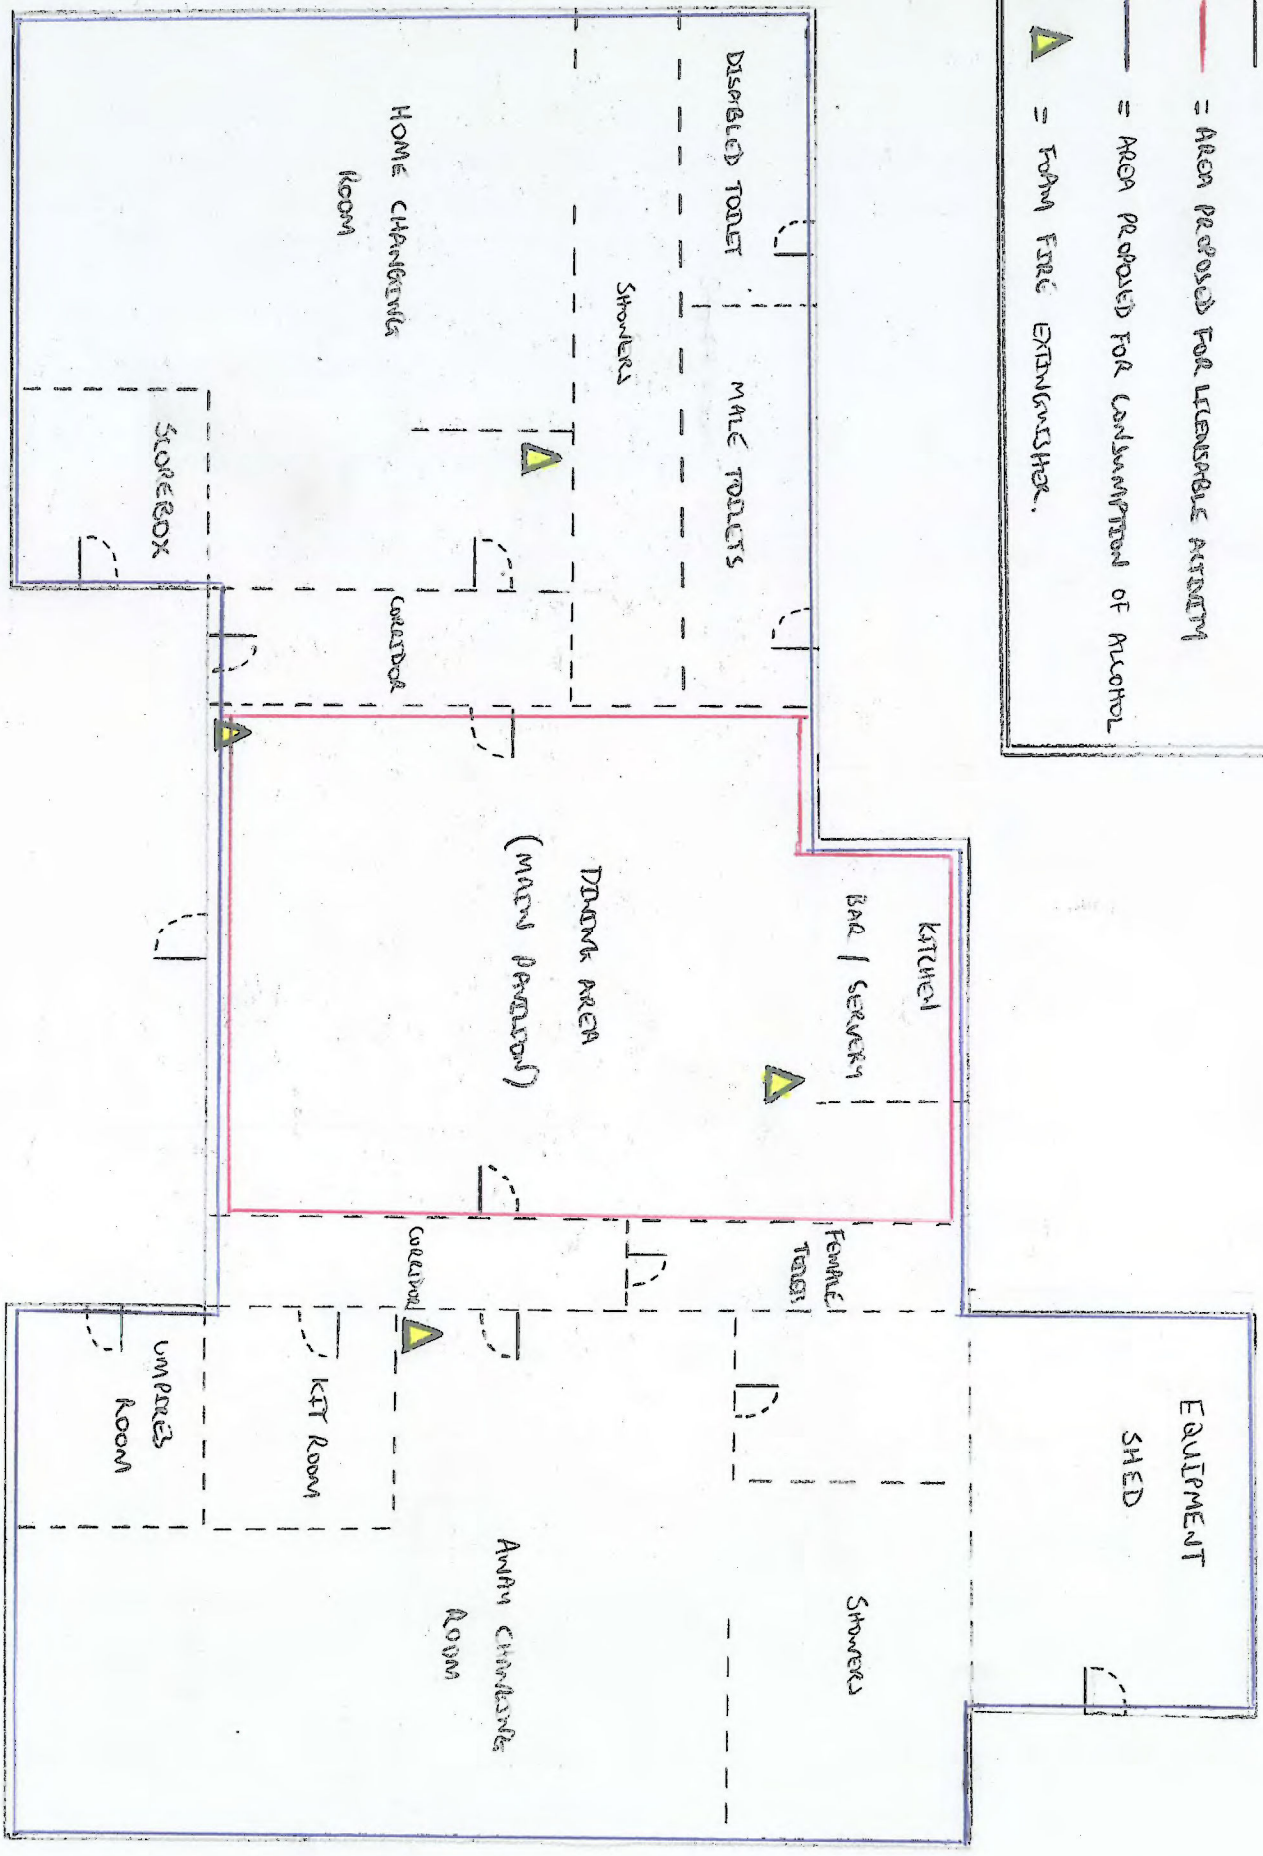 = AREA PROPOSED FOR LICENSABLE ACTIVITY
= AREA PROPOSED FOR CONSUMPTION OF ALCOHOL
= FOAM FIRE EXTINGUISHER.
EQUIPMENT
SHED
KITCHEN
BAR / SERVERY
DISABLED TOILET
MALE TOILETS
SHOWERS
FEMALE
TOILETS
SHOWERS
DINING AREA
(MAIN PAVILION)
HOME CHANGING
ROOM
CORRIDOR
CORRIDOR
AWAY CHANGING
ROOM
KIT ROOM
SCOREBOX
UMPIRES
ROOM